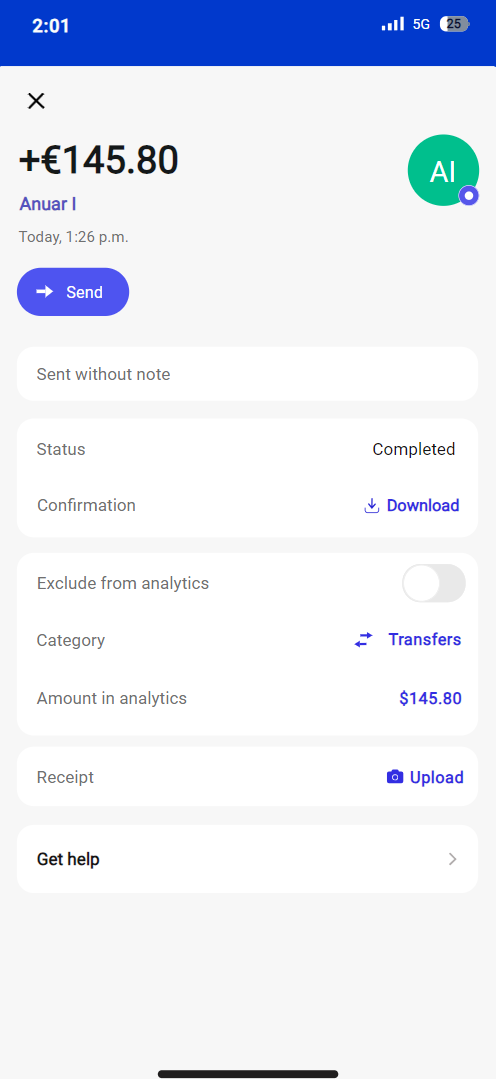 2:01
5G
25
+€145.80
AI
Anuar I
Today, 1:26 p.m.
Send
Sent without note
Status
Completed
Confirmation
Download
Exclude from analytics
Category
Transfers
Amount in analytics
$145.80
Receipt
Upload
Get help